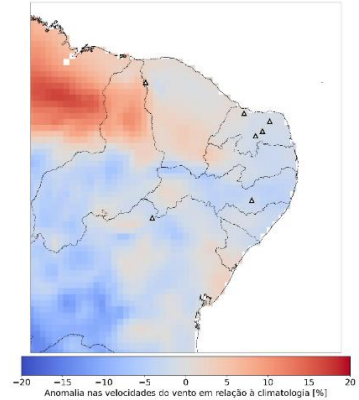 −20 −15 −10 −5 0 5 10 15 20
Anomalia nas velocidades do vento em relação à climatologia [%]